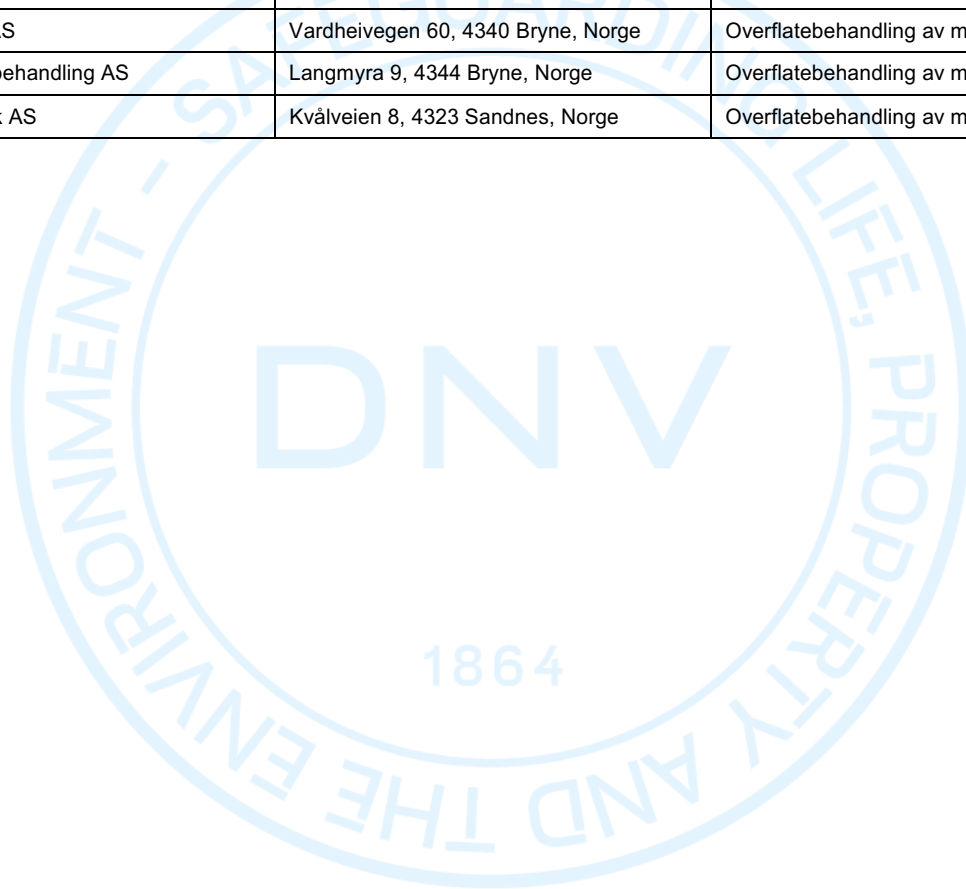 AS Vardheivegen 60, 4340 Bryne, Norge Overflatebehandling av m
behandling AS Langmyra 9, 4344 Bryne, Norge Overflatebehandling av m
AS Kvålveien 8, 4323 Sandnes, Norge Overflatebehandling av m
SAFEGUARDING LIFE, PROPERTY AND THE ENVIRONMENT -
DNV
1864